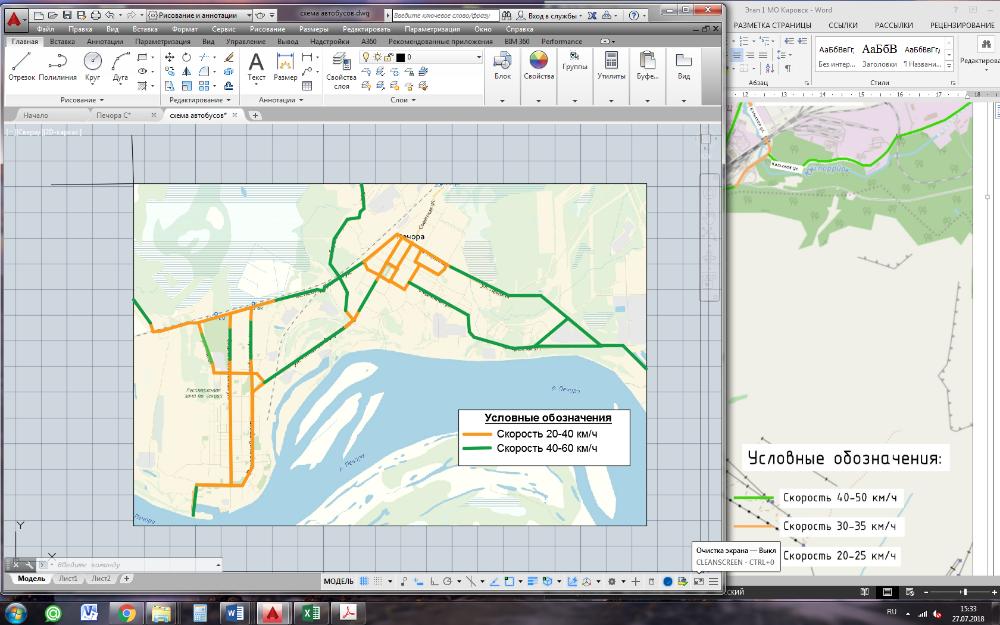 Рисование и аннотации
схема автобусов.dwg
Введите ключевое слово/фразу
Вход в службы
Этап 1 МО Кировск - Word
Файл Правка Вид Вставка Формат Сервис Рисование Размеры Редактировать Параметризация Окно Справка
РАЗМЕТКА СТРАНИЦЫ ССЫЛКИ РАССЫЛКИ РЕЦЕНЗИРОВАНИЕ
Главная Вставка Аннотации Параметризация Вид Управление Вывод Надстройки A360 Рекомендованные приложения BIM 360 Performance
АаБбВвГг, АаБбВ АаБбВвГг
Без интер... Заголовки ¶ Названи...
Редактирова
0
Отрезок Полилиния Круг Дуга
Текст Размер
Свойства слоя
Блок Свойства Группы Утилиты Буфе... Вид
Рисование Редактирование Аннотации Слои
Абзац Стили
12 13 14 15 16 17 18
Начало Печора С* схема автобусов*
[−][Сверху][2D-каркас]
Кольская ул.
Кольская ул.
Юкспоррйок
Советская ул.
Печора
ул. Ленина
км
Лесопарковая
зона по Чехова
р. Печора
р. Печора
Печора
Условные обозначения
Скорость 20-40 км/ч
Скорость 40-60 км/ч
Условные обозначения:
Скорость 40-50 км/ч
Скорость 30-35 км/ч
Скорость 20-25 км/ч
Y
X
Введите команду
Очистка экрана — Выкл
CLEANSCREEN - CTRL+0
Модель Лист1 Лист2
МОДЕЛЬ
RU
15:33
27.07.2018